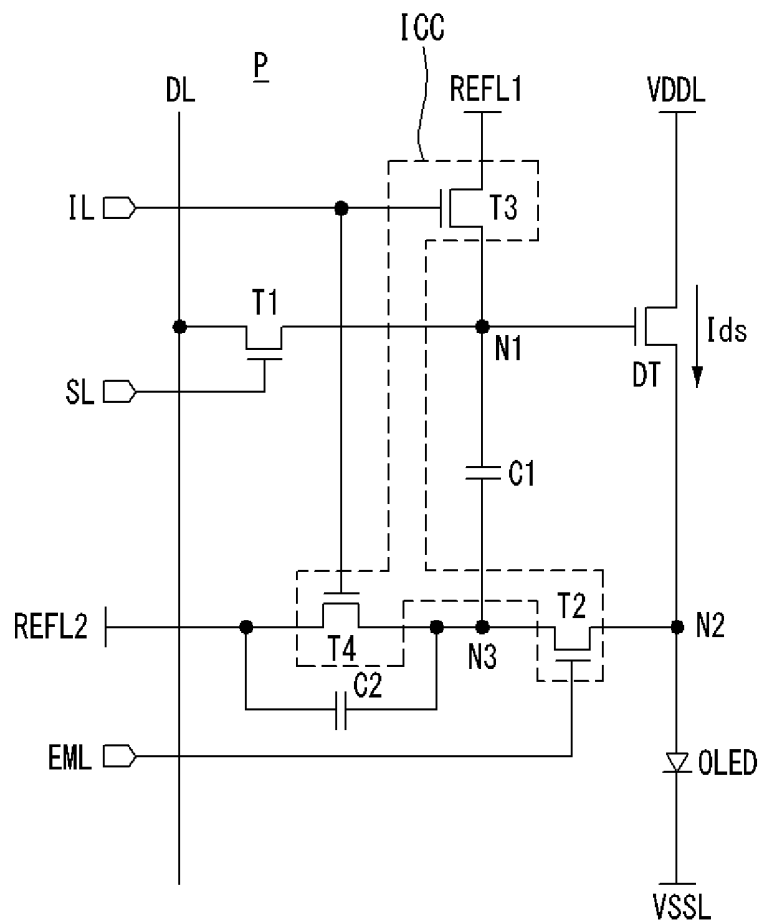 ICC
P
DL
REFL1
VDDL
IL
T3
T1
N1
Ids
DT
SL
C1
T2
REFL2
T4
N3
N2
C2
EML
OLED
VSSL